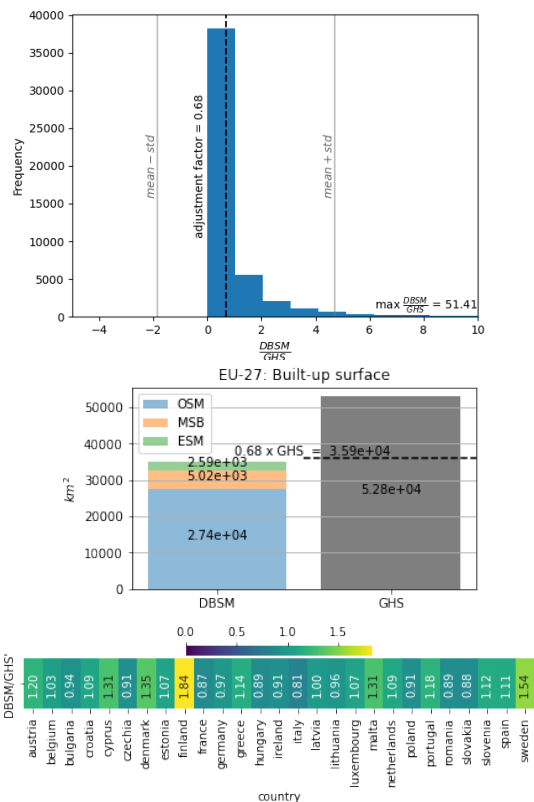 40000
35000
30000
25000
20000
15000
10000
5000
0
Frequency
mean − std
adjustment factor = 0.68
mean + std
max DBSM/GHS = 51.41
−4 −2 0 2 4 6 8 10
DBSM/GHS
EU-27: Built-up surface
50000
40000
30000
20000
10000
0
km²
OSM
MSB
ESM
2.59e+03
5.02e+03
2.74e+04
0.68 x GHS = 3.59e+04
5.28e+04
DBSM GHS
0.0 0.5 1.0 1.5
DBSM/GHS'
1.20 1.03 0.94 1.09 1.31 0.91 1.35 1.07 1.84 0.87 0.97 1.14 0.89 0.91 0.81 1.00 0.96 1.07 1.31 1.09 0.91 1.18 0.89 0.88 1.12 1.11 1.54
austria belgium bulgaria croatia cyprus czechia denmark estonia finland france germany greece hungary ireland italy latvia lithuania luxembourg malta netherlands poland portugal romania slovakia slovenia spain sweden
country